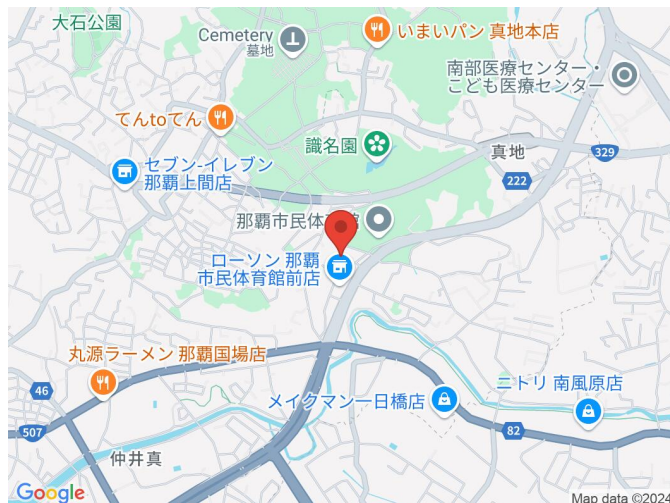 大石公園
Cemetery
墓地
いまいパン 真地本店
南部医療センター・
こども医療センター
てんtoてん
識名園
真地
329
セブン-イレブン
那覇上間店
222
那覇市民体育館
ローソン 那覇
市民体育館前店
丸源ラーメン 那覇国場店
46
ニトリ 南風原店
メイクマン一日橋店
507
82
仲井真
Google
Map data ©2024